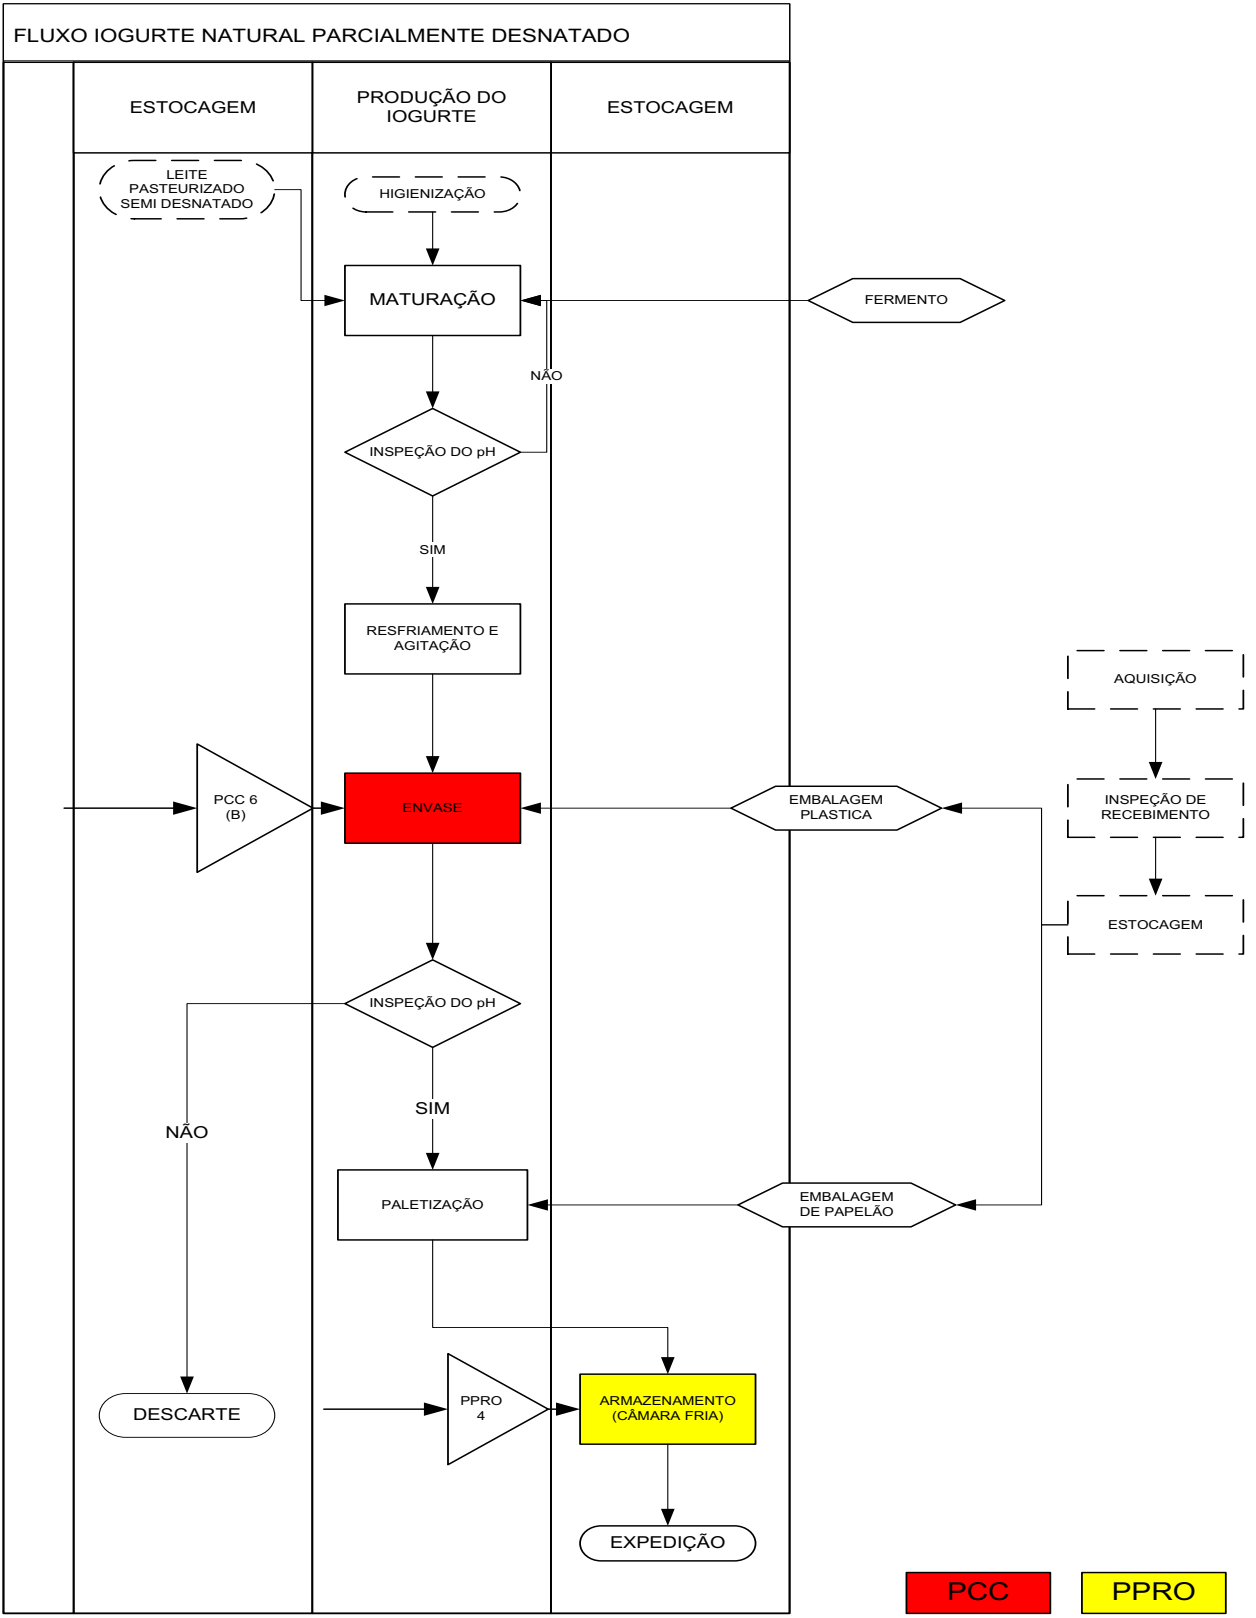 FLUXO IOGURTE NATURAL PARCIALMENTE DESNATADO
ESTOCAGEM
PRODUÇÃO DO
IOGURTE
ESTOCAGEM
LEITE
PASTEURIZADO
SEMI DESNATADO
HIGIENIZAÇÃO
MATURAÇÃO
FERMENTO
NÃO
INSPEÇÃO DO pH
SIM
RESFRIAMENTO E
AGITAÇÃO
AQUISIÇÃO
PCC 6
(B)
ENVASE
EMBALAGEM
PLASTICA
INSPEÇÃO DE
RECEBIMENTO
ESTOCAGEM
INSPEÇÃO DO pH
SIM
NÃO
PALETIZAÇÃO
EMBALAGEM
DE PAPELÃO
DESCARTE
PPRO
4
ARMAZENAMENTO
(CÂMARA FRIA)
EXPEDIÇÃO
PCC
PPRO